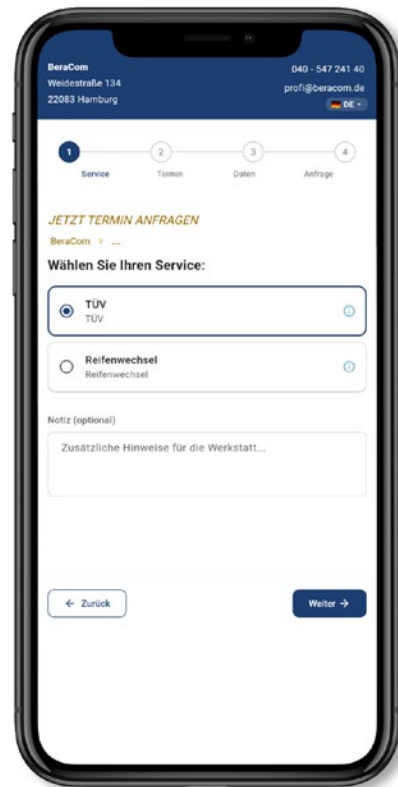 BeraCom
Weidestraße 134
22083 Hamburg
040 - 547 241 40
profi@beracom.de
DE
1 2 3 4
Service Termin Daten Anfrage
JETZT TERMIN ANFRAGEN
BeraCom > ...
Wählen Sie Ihren Service:
TÜV
TÜV
Reifenwechsel
Reifenwechsel
Notiz (optional)
Zusätzliche Hinweise für die Werkstatt...
← Zurück
Weiter →